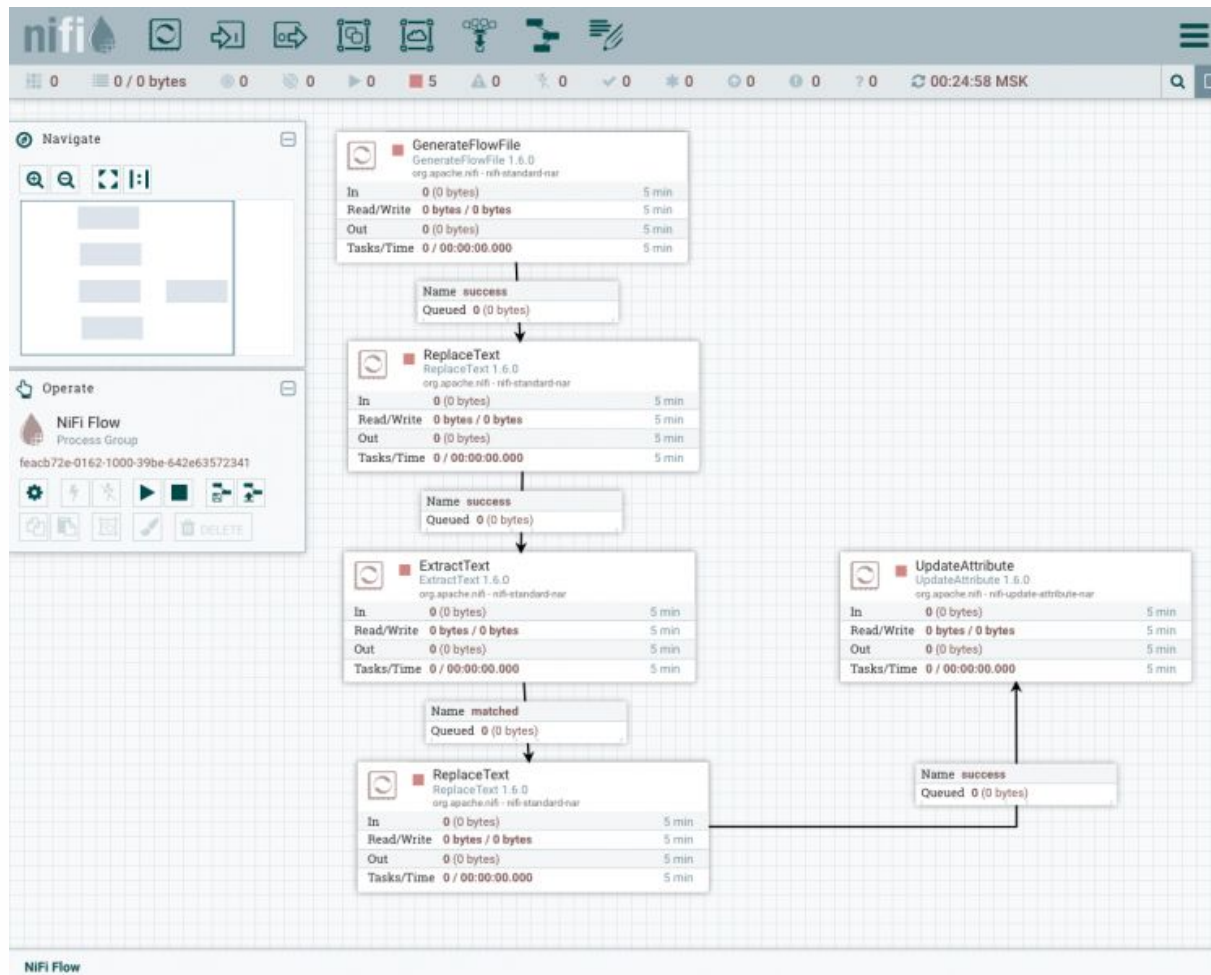 nifi
0 0 / 0 bytes 0 0 0 5 0 0 0 0 0 0 ? 0 00:24:58 MSK
Navigate
Operate
NiFi Flow
Process Group
feacb72e-0162-1000-39be-642e63572341
DELETE
GenerateFlowFile
GenerateFlowFile 1.6.0
org.apache.nifi - nifi-standard-nar
In 0 (0 bytes) 5 min
Read/Write 0 bytes / 0 bytes 5 min
Out 0 (0 bytes) 5 min
Tasks/Time 0 / 00:00:00.000 5 min
Name success
Queued 0 (0 bytes)
ReplaceText
ReplaceText 1.6.0
org.apache.nifi - nifi-standard-nar
In 0 (0 bytes) 5 min
Read/Write 0 bytes / 0 bytes 5 min
Out 0 (0 bytes) 5 min
Tasks/Time 0 / 00:00:00.000 5 min
Name success
Queued 0 (0 bytes)
ExtractText
ExtractText 1.6.0
org.apache.nifi - nifi-standard-nar
In 0 (0 bytes) 5 min
Read/Write 0 bytes / 0 bytes 5 min
Out 0 (0 bytes) 5 min
Tasks/Time 0 / 00:00:00.000 5 min
Name matched
Queued 0 (0 bytes)
ReplaceText
ReplaceText 1.6.0
org.apache.nifi - nifi-standard-nar
In 0 (0 bytes) 5 min
Read/Write 0 bytes / 0 bytes 5 min
Out 0 (0 bytes) 5 min
Tasks/Time 0 / 00:00:00.000 5 min
Name success
Queued 0 (0 bytes)
UpdateAttribute
UpdateAttribute 1.6.0
org.apache.nifi - nifi-update-attribute-nar
In 0 (0 bytes) 5 min
Read/Write 0 bytes / 0 bytes 5 min
Out 0 (0 bytes) 5 min
Tasks/Time 0 / 00:00:00.000 5 min
NiFi Flow